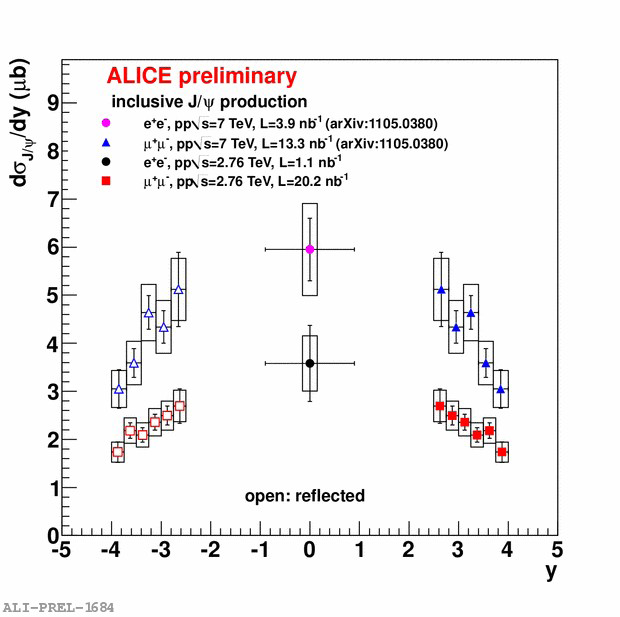 ALICE preliminary
inclusive J/ψ production
e⁺e⁻, pp√s=7 TeV, L=3.9 nb⁻¹ (arXiv:1105.0380)
μ⁺μ⁻, pp√s=7 TeV, L=13.3 nb⁻¹ (arXiv:1105.0380)
e⁺e⁻, pp√s=2.76 TeV, L=1.1 nb⁻¹
μ⁺μ⁻, pp√s=2.76 TeV, L=20.2 nb⁻¹
dσJ/ψ/dy (μb)
9
8
7
6
5
4
3
2
1
0
open: reflected
-5 -4 -3 -2 -1 0 1 2 3 4 5
y
ALI-PREL-1684